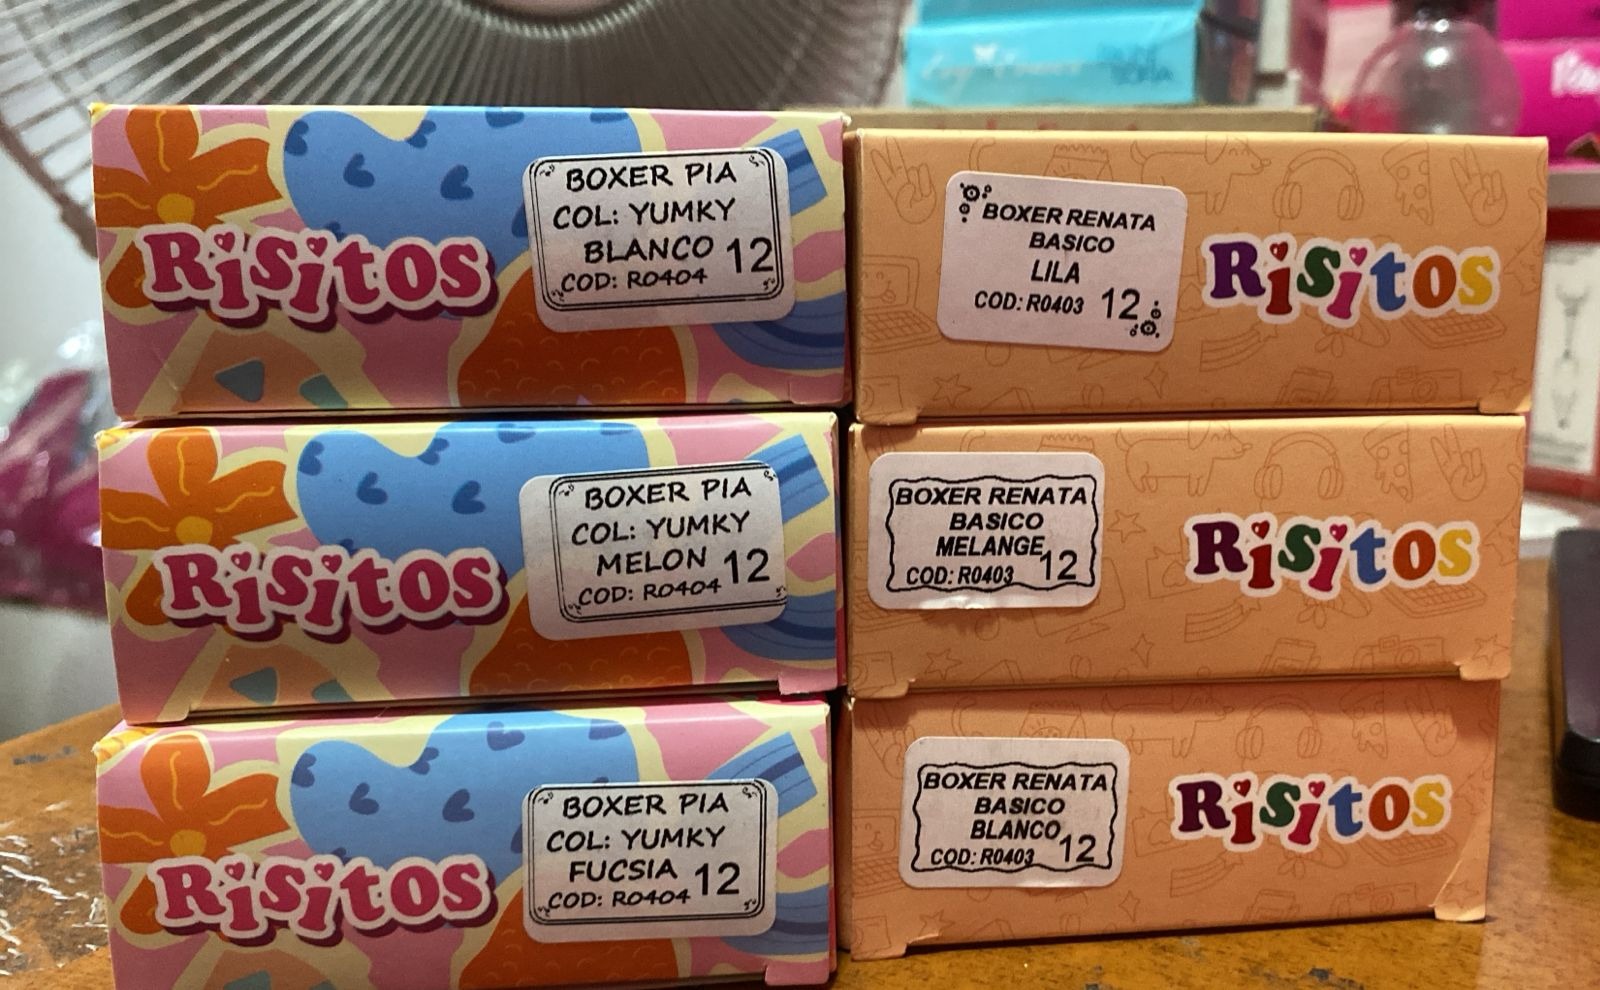 BOXER PIA
COL: YUMKY
BLANCO 12
COD: R0404
Risitos
BOXER RENATA
BASICO
LILA
COD: R0403 12
Risitos
BOXER PIA
COL: YUMKY
MELON 12
COD: R0404
Risitos
BOXER RENATA
BASICO
MELANGE
COD: R0403 12
Risitos
BOXER PIA
COL: YUMKY
FUCSIA 12
COD: R0404
Risitos
BOXER RENATA
BASICO
BLANCO
COD: R0403 12
Risitos